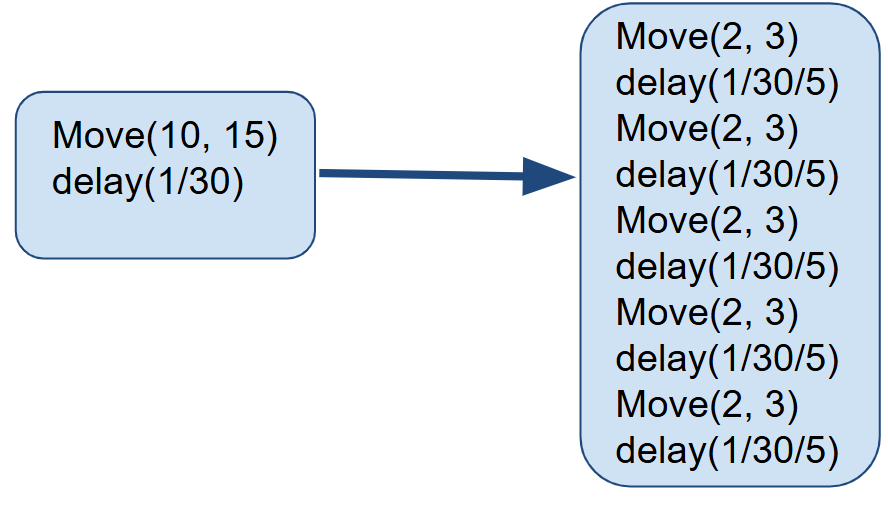 Move(10, 15)
delay(1/30)
Move(2, 3)
delay(1/30/5)
Move(2, 3)
delay(1/30/5)
Move(2, 3)
delay(1/30/5)
Move(2, 3)
delay(1/30/5)
Move(2, 3)
delay(1/30/5)